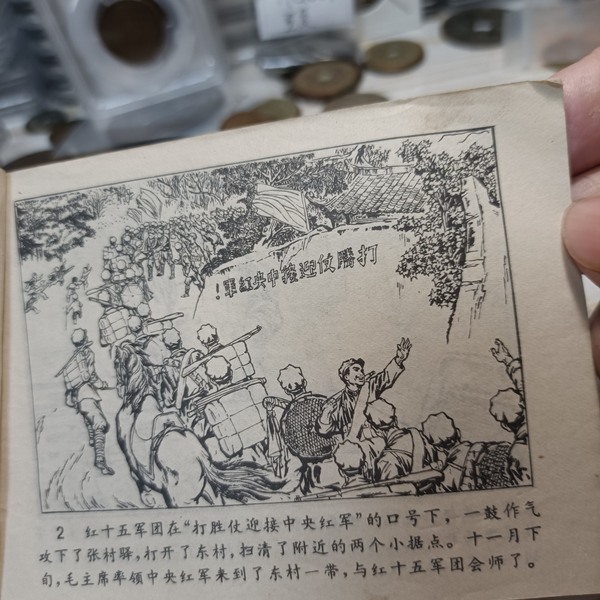 打勝仗迎接中央紅軍！
2 红十五军团在“打胜仗迎接中央红军”的口号下，一鼓作气
攻下了张村驿，打开了东村，扫清了附近的两个小据点。十一月下
旬，毛主席率领中央红军来到了东村一带，与红十五军团会师了。